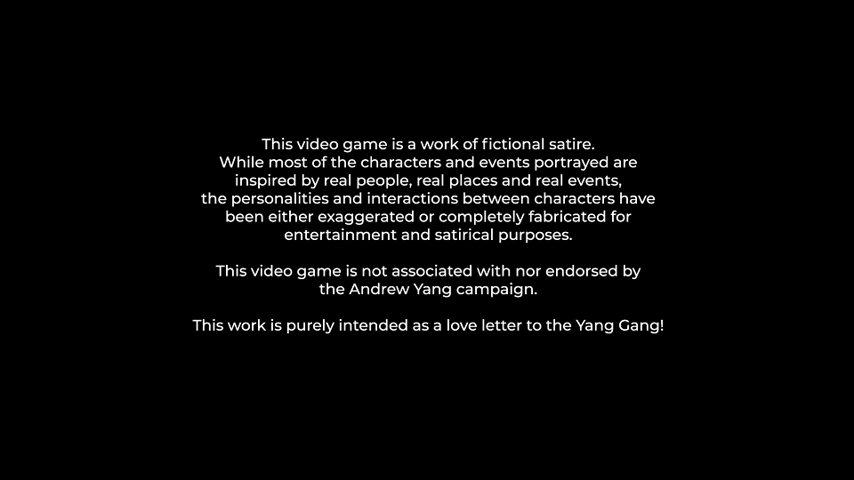 This video game is a work of fictional satire.
While most of the characters and events portrayed are
inspired by real people, real places and real events,
the personalities and interactions between characters have
been either exaggerated or completely fabricated for
entertainment and satirical purposes.
This video game is not associated with nor endorsed by
the Andrew Yang campaign.
This work is purely intended as a love letter to the Yang Gang!